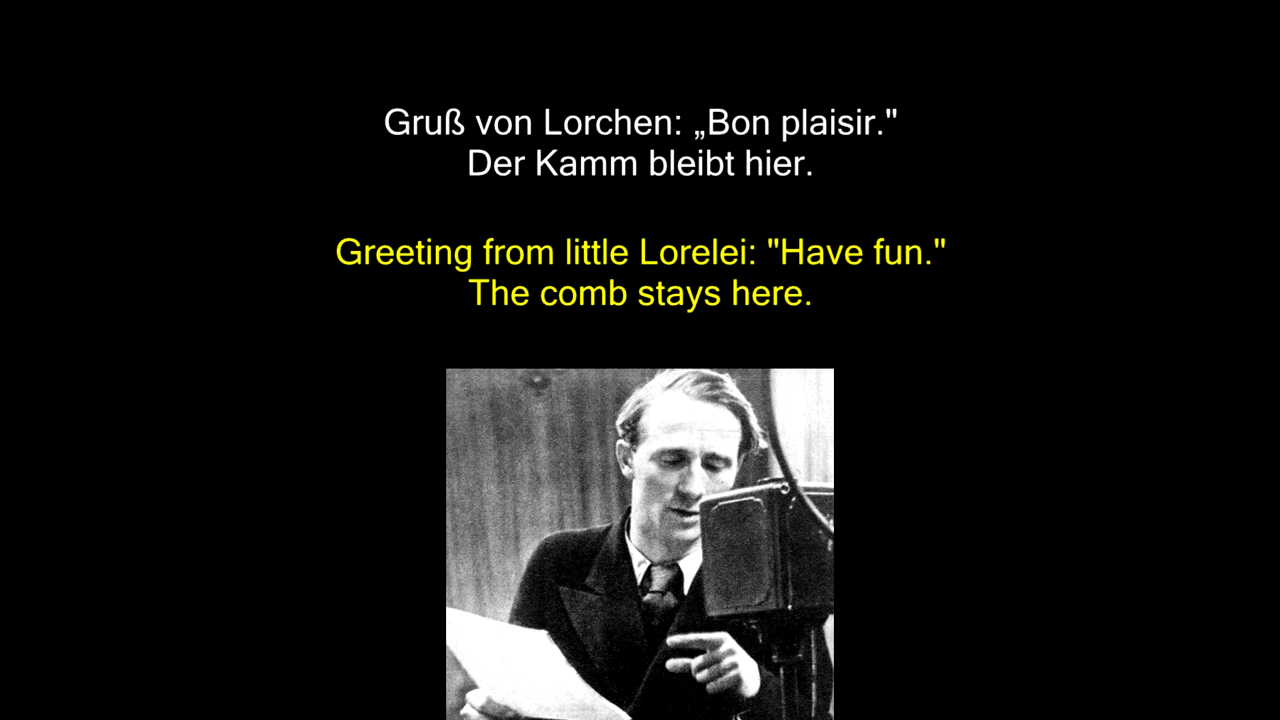 Gruß von Lorchen: „Bon plaisir."
Der Kamm bleibt hier.
Greeting from little Lorelei: "Have fun."
The comb stays here.